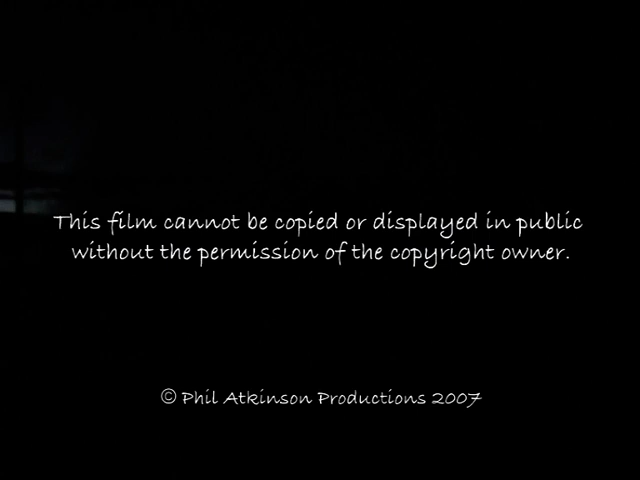 This film cannot be copied or displayed in public
without the permission of the copyright owner.
© Phil Atkinson Productions 2007